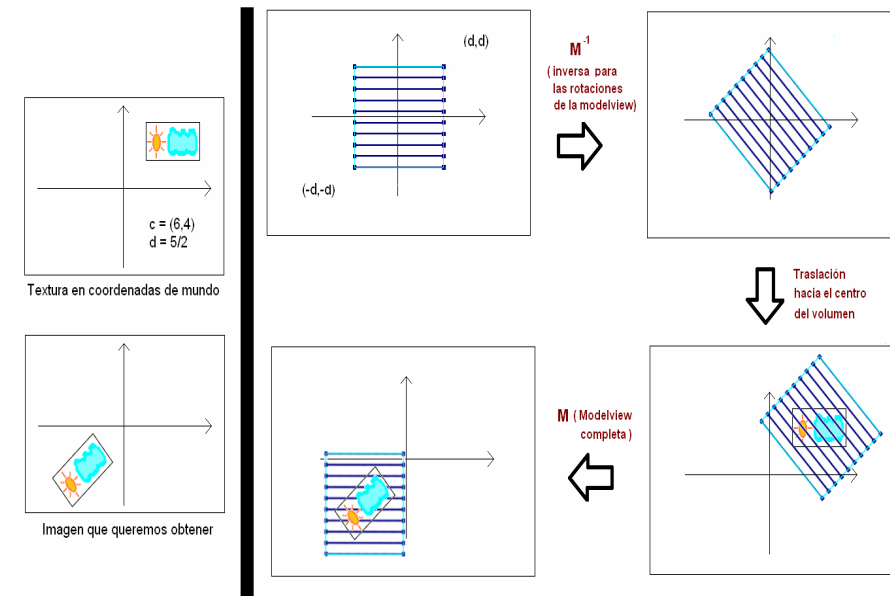 c = (6,4)
d = 5/2
Textura en coordenadas de mundo
Imagen que queremos obtener
(d,d)
(-d,-d)
M⁻¹
( inversa para
las rotaciones
de la modelview)
Traslación
hacia el centro
del volumen
M ( Modelview
completa )